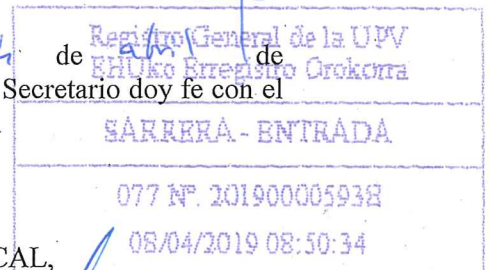 de abril de
Registro General de la UPV
EHUko Erregistro Orokorra
Secretario doy fe con el
SARRERA - ENTRADA
077 Nº. 201900005938
08/04/2019 08:50:34
CAL,